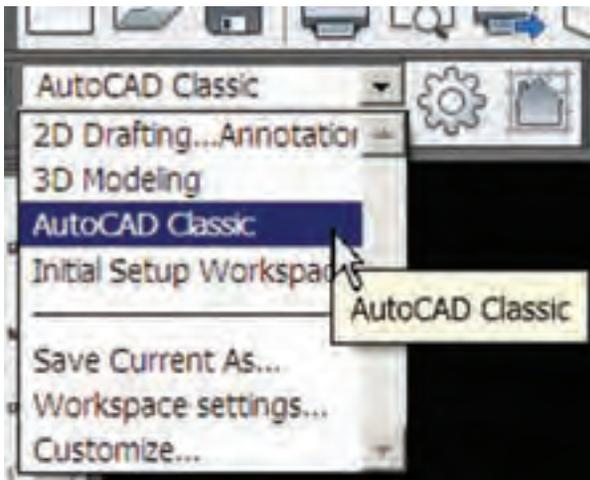 AutoCAD Classic
2D Drafting...Annotation
3D Modeling
AutoCAD Classic
Initial Setup Workspac
AutoCAD Classic
Save Current As...
Workspace settings...
Customize...